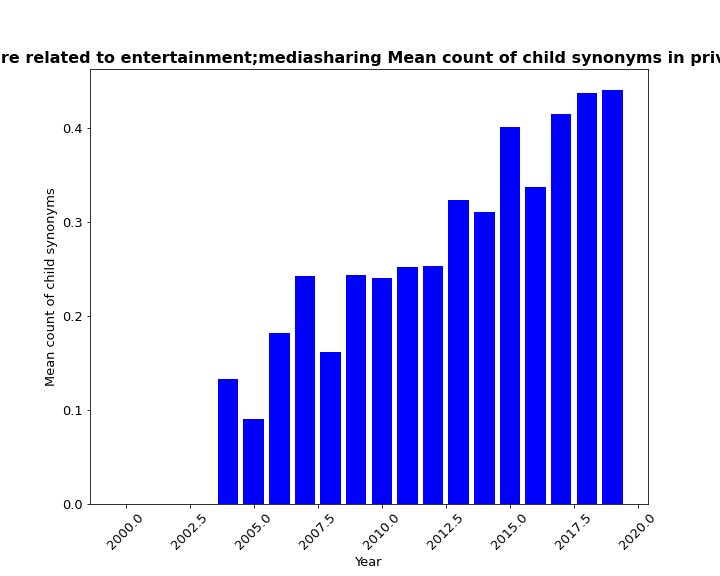 re related to entertainment;mediasharing Mean count of child synonyms in priv
0.4
0.3
0.2
0.1
0.0
Mean count of child synonyms
2000.0 2002.5 2005.0 2007.5 2010.0 2012.5 2015.0 2017.5 2020.0
Year